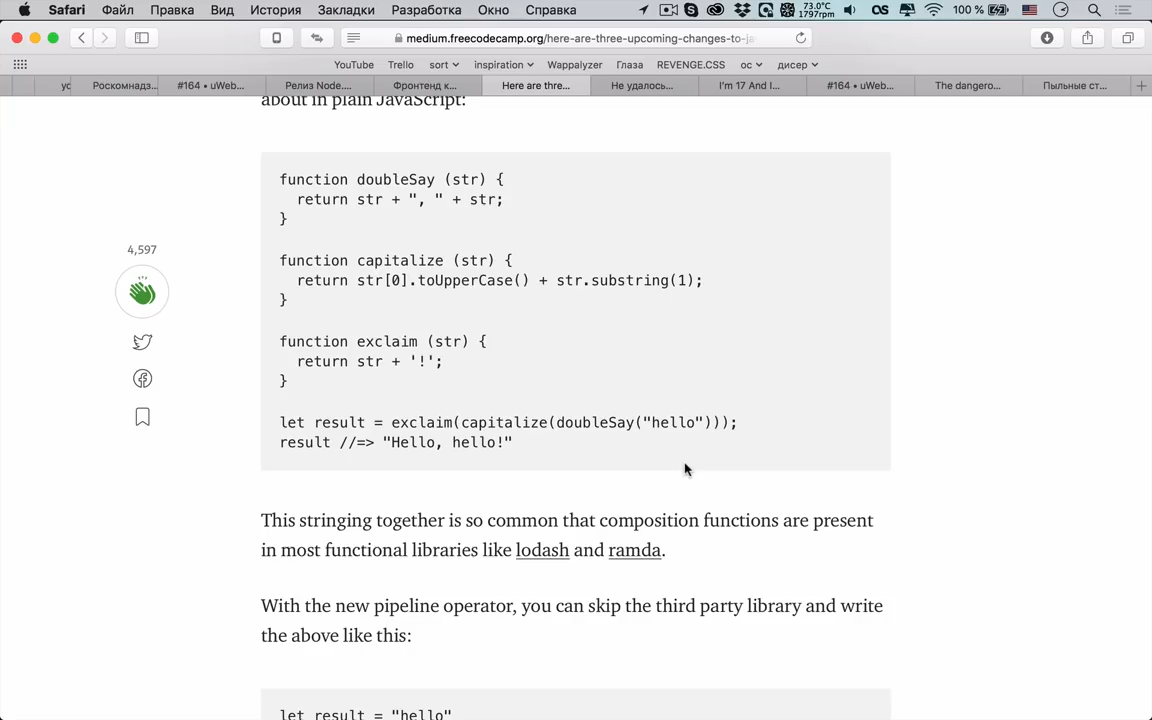 Safari Файл Правка Вид История Закладки Разработка Окно Справка 73.0°C 1797rpm 100 %
medium.freecodecamp.org/here-are-three-upcoming-changes-to-ja
YouTube Trello sort inspiration Wappalyzer Глаза REVENGE.CSS ос дисер
ус Роскомнадз... #164 • uWeb... Релиз Node.... Фронтенд к... Here are thre... Не удалось... I'm 17 And I... #164 • uWeb... The dangero... Пыльные ст...
about in plain JavaScript:
function doubleSay (str) {
return str + ", " + str;
}
function capitalize (str) {
return str[0].toUpperCase() + str.substring(1);
}
function exclaim (str) {
return str + '!';
}
let result = exclaim(capitalize(doubleSay("hello")));
result //=> "Hello, hello!"
4,597
This stringing together is so common that composition functions are present
in most functional libraries like lodash and ramda.
With the new pipeline operator, you can skip the third party library and write
the above like this:
let result = "hello"